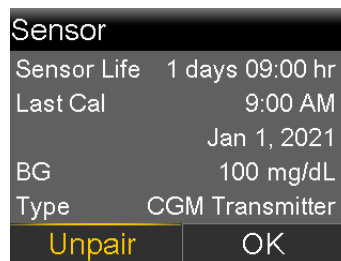 Sensor
Sensor Life 1 days 09:00 hr
Last Cal 9:00 AM
Jan 1, 2021
BG 100 mg/dL
Type CGM Transmitter
Unpair OK